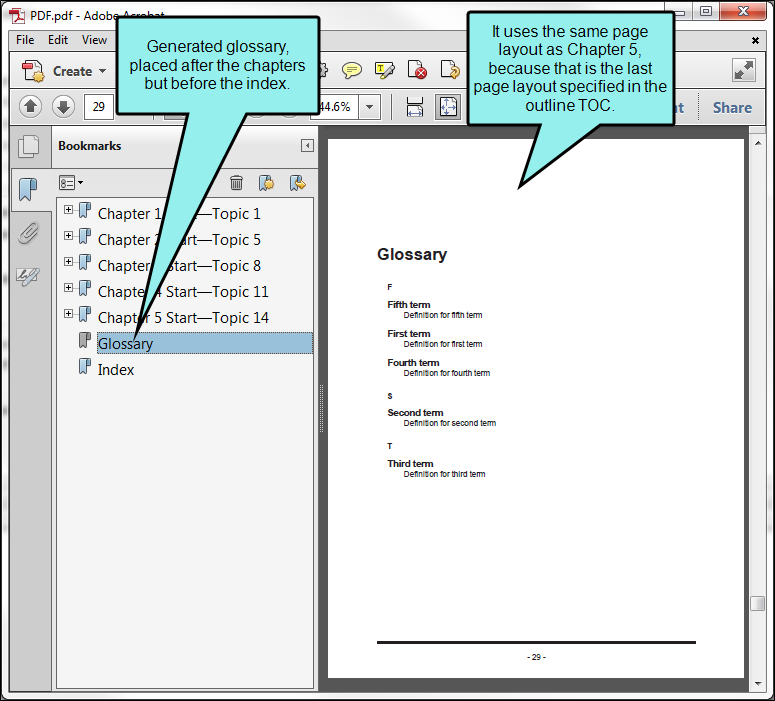 PDF.pdf - Adobe Acrobat
File Edit View
Generated glossary,
placed after the chapters
but before the index.
It uses the same page
layout as Chapter 5,
because that is the last
page layout specified in the
outline TOC.
Create
29
44.6%
Share
Bookmarks
Chapter 1 Start—Topic 1
Chapter 2 Start—Topic 5
Chapter Start—Topic 8
Chapter 4 Start—Topic 11
Chapter 5 Start—Topic 14
Glossary
Index
Glossary
F
Fifth term
Definition for fifth term
First term
Definition for first term
Fourth term
Definition for fourth term
S
Second term
Definition for second term
T
Third term
Definition for third term
- 29 -